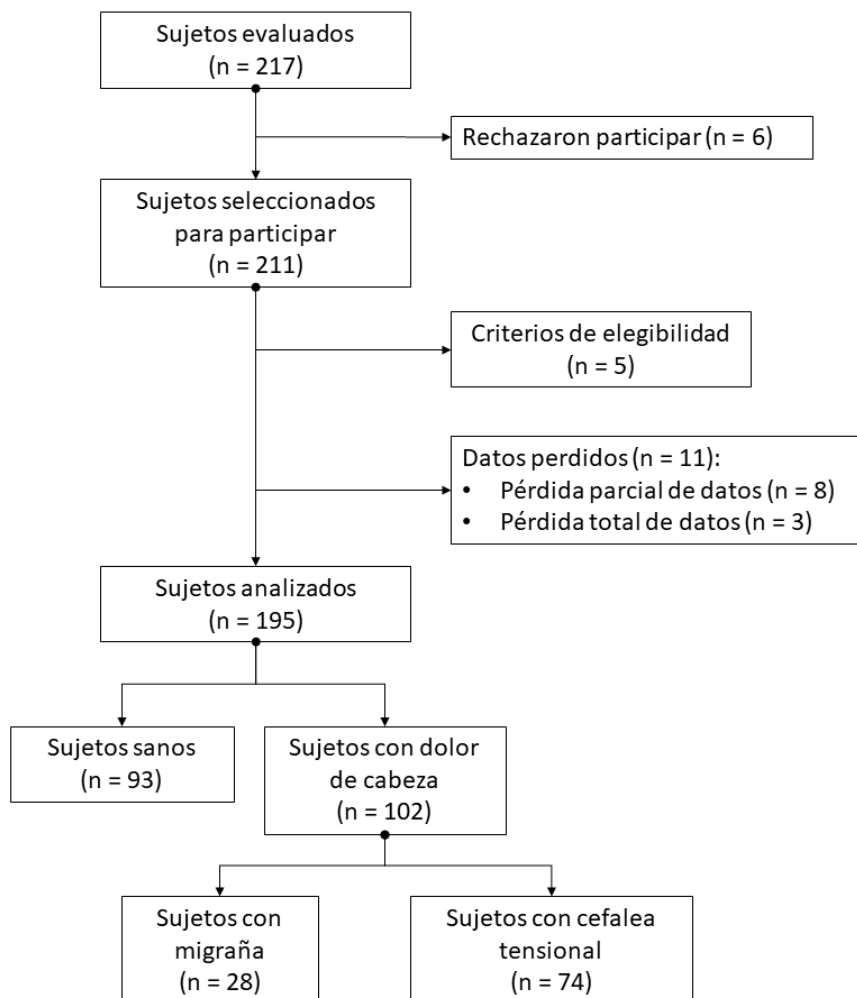 Sujetos evaluados
(n = 217)
Rechazaron participar (n = 6)
Sujetos seleccionados
para participar
(n = 211)
Criterios de elegibilidad
(n = 5)
Datos perdidos (n = 11):
• Pérdida parcial de datos (n = 8)
• Pérdida total de datos (n = 3)
Sujetos analizados
(n = 195)
Sujetos sanos
(n = 93)
Sujetos con dolor
de cabeza
(n = 102)
Sujetos con
migraña
(n = 28)
Sujetos con cefalea
tensional
(n = 74)